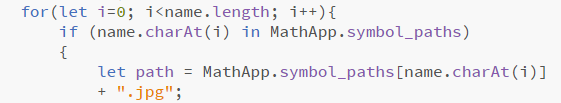 for(let i=0; i<name.length; i++){
if (name.charAt(i) in MathApp.symbol_paths)
{
let path = MathApp.symbol_paths[name.charAt(i)]
+ ".jpg";